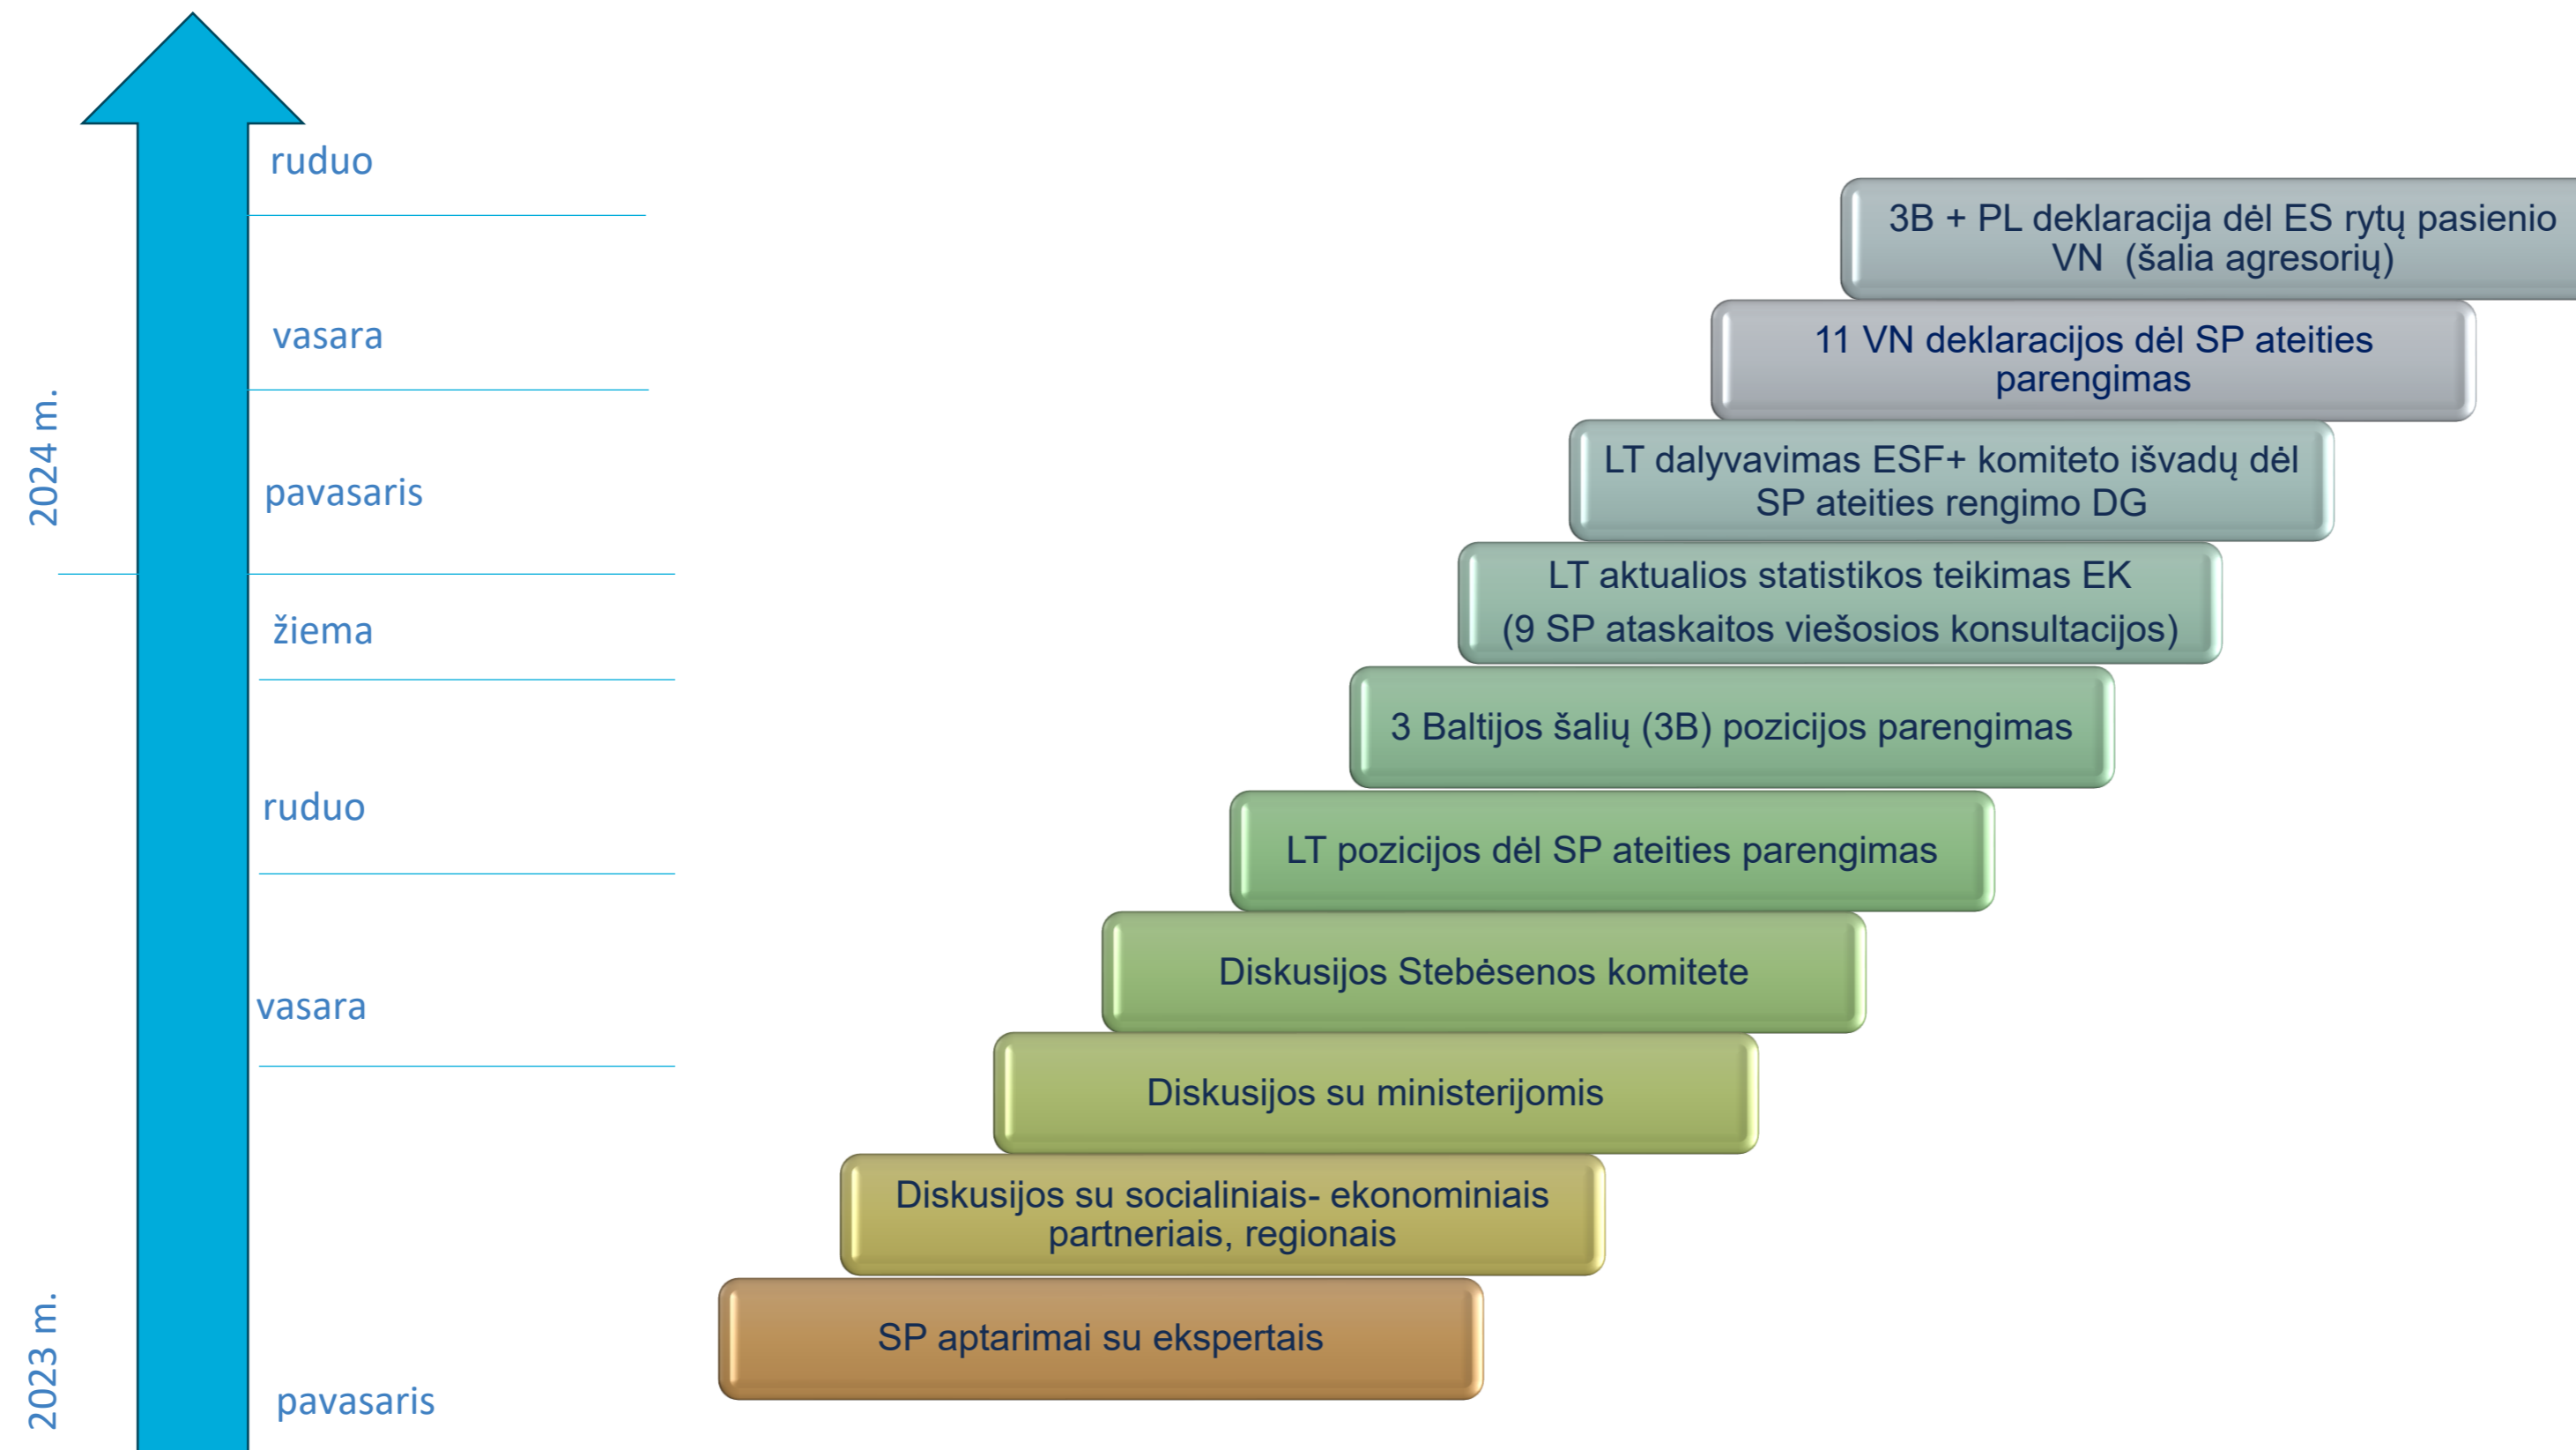 ruduo
vasara
2024 m.
pavasaris
žiema
ruduo
vasara
2023 m.
pavasaris
3B + PL deklaracija dėl ES rytų pasienio
VN (šalia agresorių)
11 VN deklaracijos dėl SP ateities
parengimas
LT dalyvavimas ESF+ komiteto išvadų dėl
SP ateities rengimo DG
LT aktualios statistikos teikimas EK
(9 SP ataskaitos viešosios konsultacijos)
3 Baltijos šalių (3B) pozicijos parengimas
LT pozicijos dėl SP ateities parengimas
Diskusijos Stebėsenos komitete
Diskusijos su ministerijomis
Diskusijos su socialiniais- ekonominiais
partneriais, regionais
SP aptarimai su ekspertais